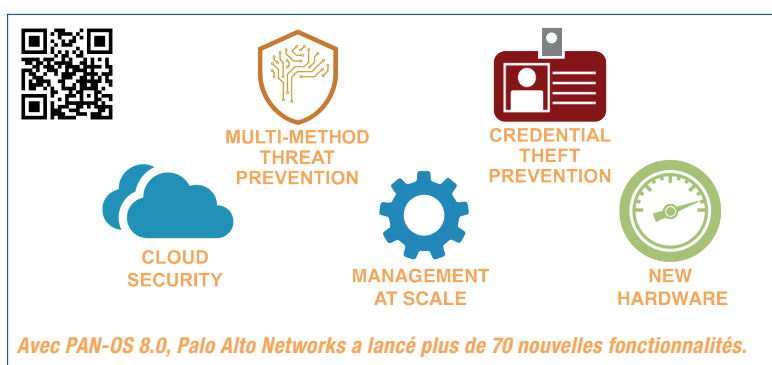 MULTI-METHOD
THREAT
PREVENTION
CREDENTIAL
THEFT
PREVENTION
CLOUD
SECURITY
MANAGEMENT
AT SCALE
NEW
HARDWARE
Avec PAN-OS 8.0, Palo Alto Networks a lancé plus de 70 nouvelles fonctionnalités.